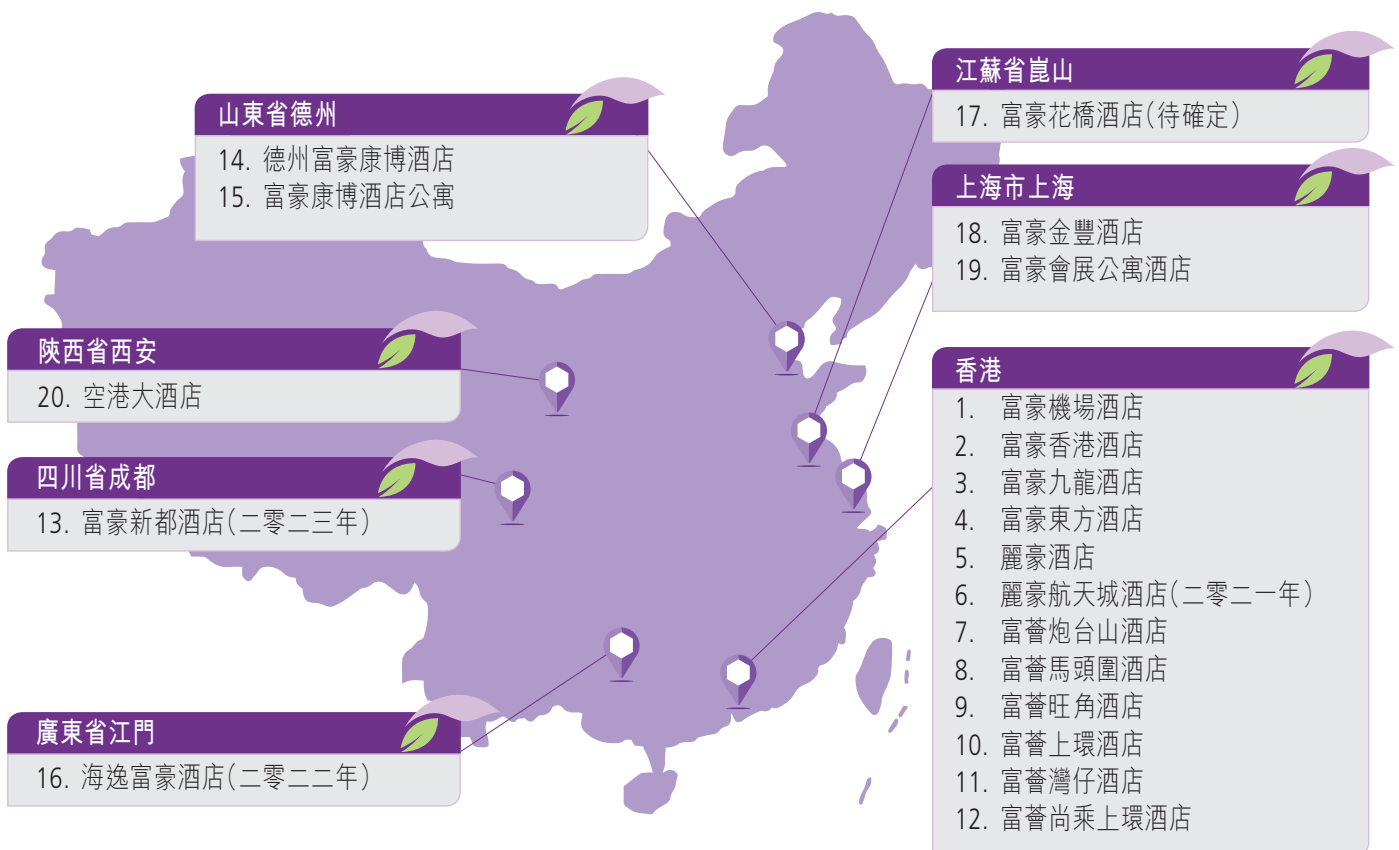 山東省德州
14. 德州富豪康博酒店
15. 富豪康博酒店公寓
陝西省西安
20. 空港大酒店
四川省成都
13. 富豪新都酒店(二零二三年)
廣東省江門
16. 海逸富豪酒店(二零二二年)
江蘇省崑山
17. 富豪花橋酒店(待確定)
上海市上海
18. 富豪金豐酒店
19. 富豪會展公寓酒店
香港
1. 富豪機場酒店
2. 富豪香港酒店
3. 富豪九龍酒店
4. 富豪東方酒店
5. 麗豪酒店
6. 麗豪航天城酒店(二零二一年)
7. 富薈炮台山酒店
8. 富薈馬頭圍酒店
9. 富薈旺角酒店
10. 富薈上環酒店
11. 富薈灣仔酒店
12. 富薈尚乘上環酒店